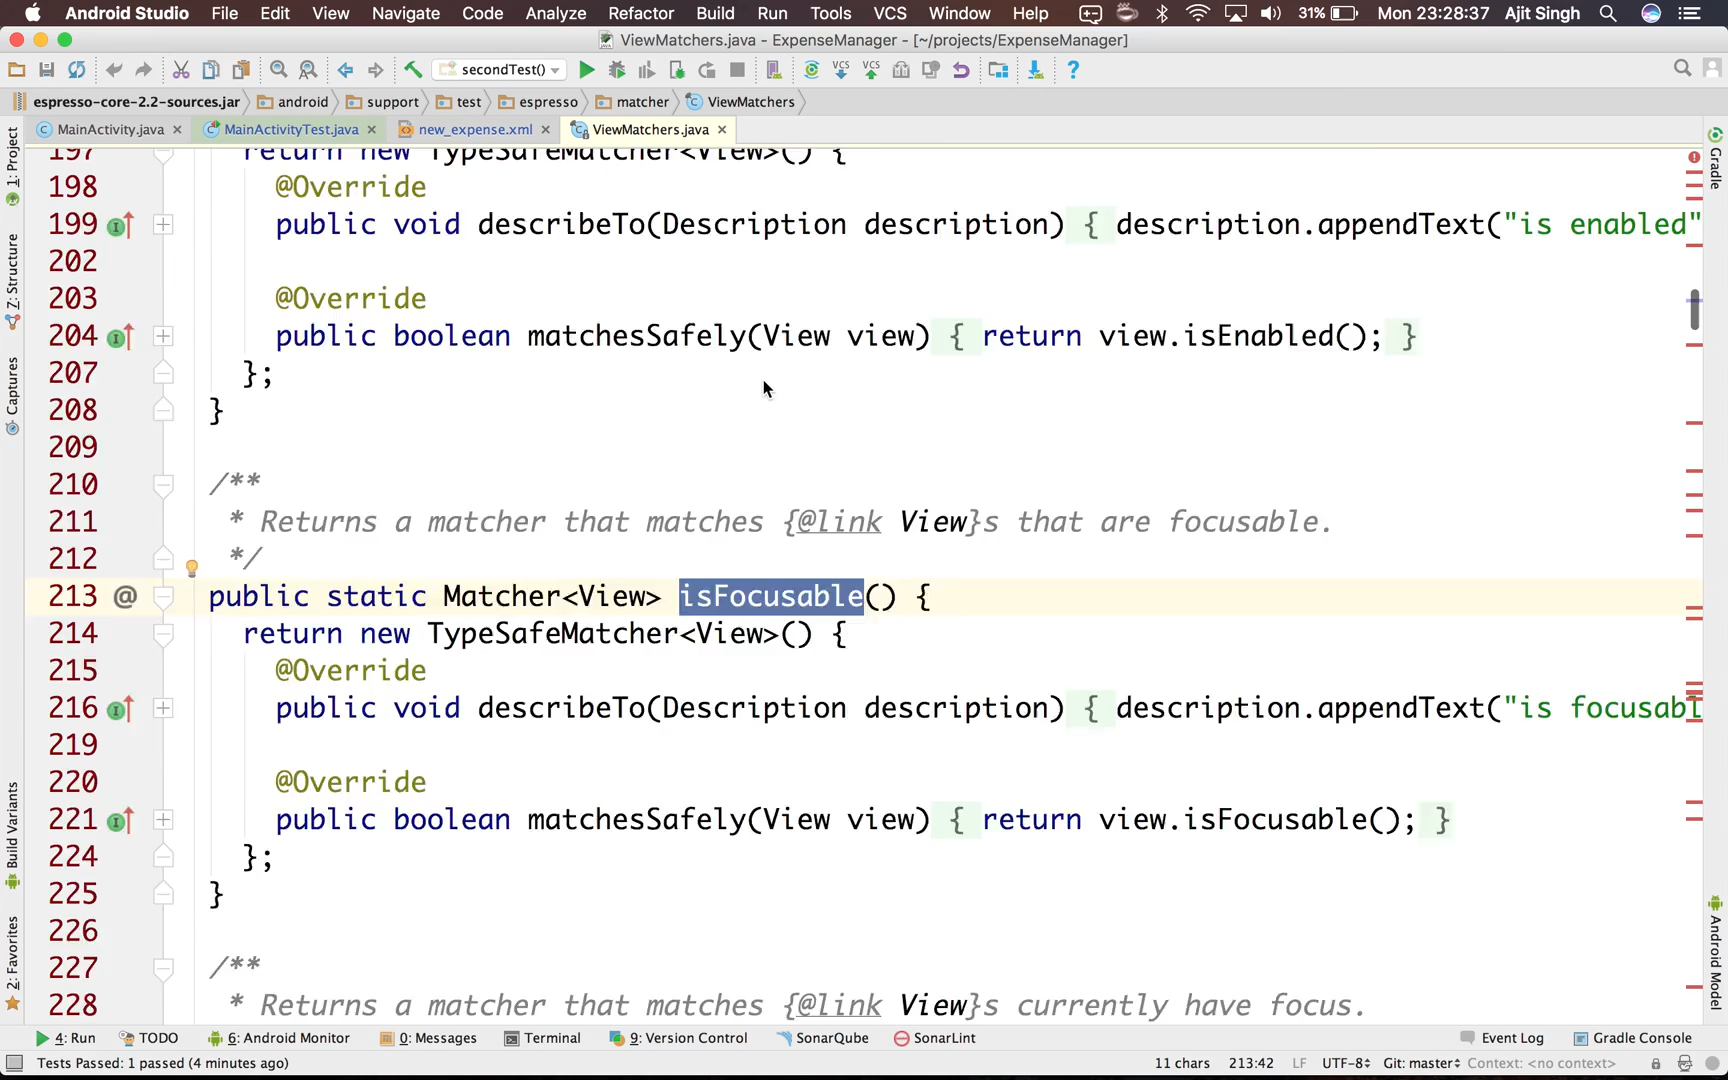 Android Studio File Edit View Navigate Code Analyze Refactor Build Run Tools VCS Window Help 31% Mon 23:28:37 Ajit Singh
ViewMatchers.java - ExpenseManager - [~/projects/ExpenseManager]
secondTest() VCS VCS ?
espresso-core-2.2-sources.jar android support test espresso matcher ViewMatchers
MainActivity.java MainActivityTest.java new_expense.xml ViewMatchers.java
197 return new TypeSafeMatcher<View>() {
198 @Override
199 public void describeTo(Description description) { description.appendText("is enabled"
202
203 @Override
204 public boolean matchesSafely(View view) { return view.isEnabled(); }
207 };
208 }
209
210 /**
211 * Returns a matcher that matches {@link View}s that are focusable.
212 */
213 @ public static Matcher<View> isFocusable() {
214 return new TypeSafeMatcher<View>() {
215 @Override
216 public void describeTo(Description description) { description.appendText("is focusabl
219
220 @Override
221 public boolean matchesSafely(View view) { return view.isFocusable(); }
224 };
225 }
226
227 /**
228 * Returns a matcher that matches {@link View}s currently have focus.
1: Project
7: Structure
Captures
Build Variants
2: Favorites
Gradle
Android Model
4: Run TODO 6: Android Monitor 0: Messages Terminal 9: Version Control SonarQube SonarLint Event Log Gradle Console
Tests Passed: 1 passed (4 minutes ago) 11 chars 213:42 LF UTF-8 Git: master Context: <no context>